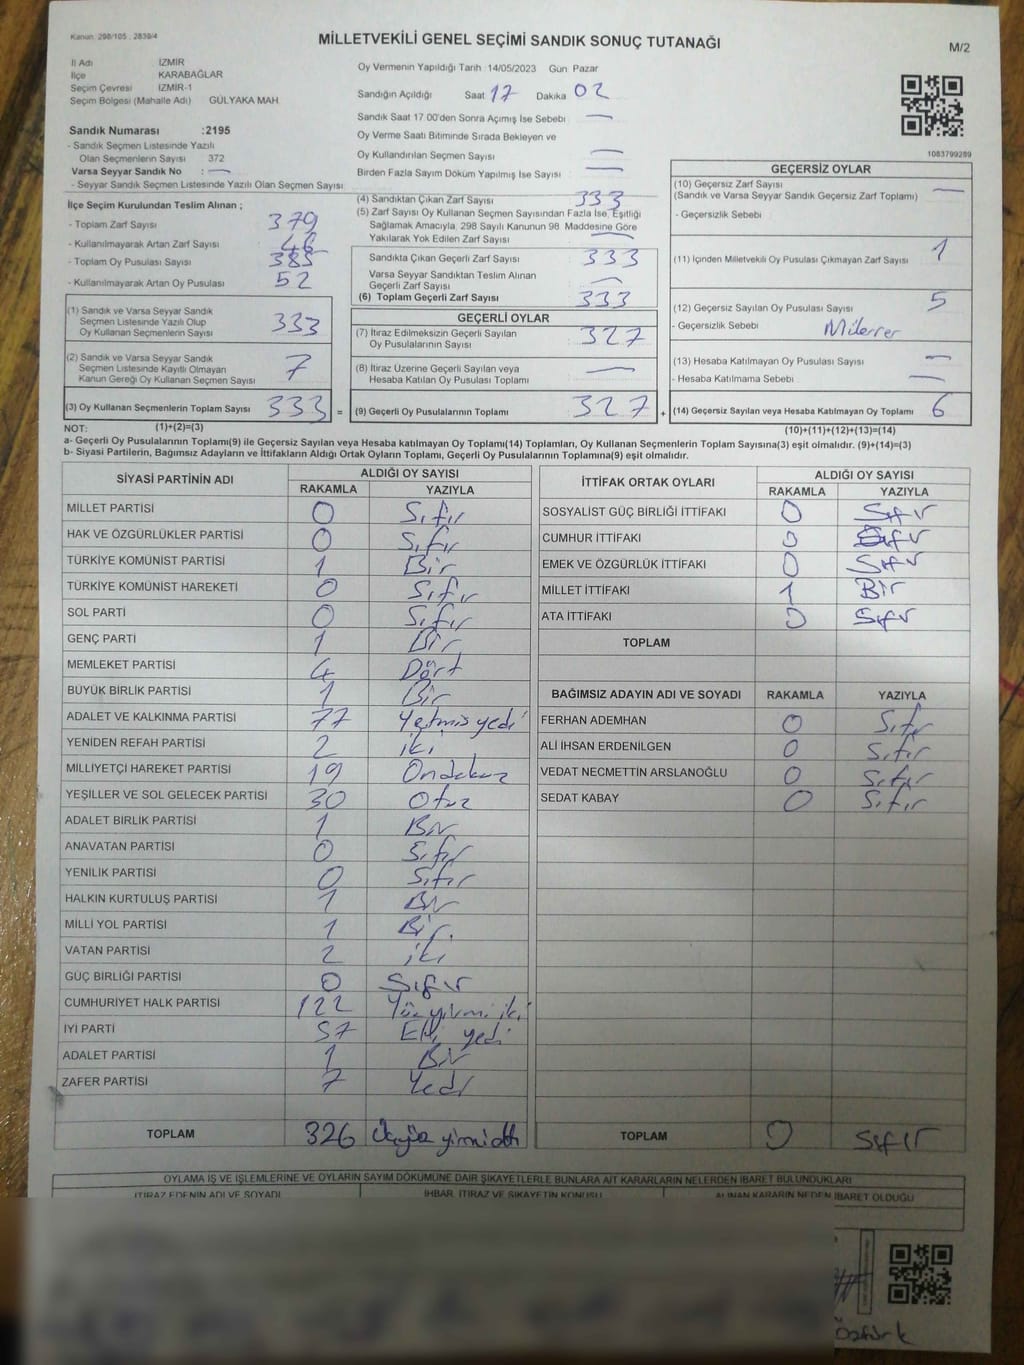 Kanun: 298/105 , 2839/4
MİLLETVEKİLİ GENEL SEÇİMİ SANDIK SONUÇ TUTANAĞI
M/2
İl Adı İZMİR
İlçe KARABAĞLAR
Seçim Çevresi İZMİR-1
Seçim Bölgesi (Mahalle Adı) GÜLYAKA MAH.
Sandık Numarası :2195
- Sandık Seçmen Listesinde Yazılı
Olan Seçmenlerin Sayısı 372
Varsa Seyyar Sandık No : —
- Seyyar Sandık Seçmen Listesinde Yazılı Olan Seçmen Sayısı:
İlçe Seçim Kurulundan Teslim Alınan ;
- Toplam Zarf Sayısı 379
- Kullanılmayarak Artan Zarf Sayısı 46
- Toplam Oy Pusulası Sayısı 385
- Kullanılmayarak Artan Oy Pusulası 52
(1) Sandık ve Varsa Seyyar Sandık
Seçmen Listesinde Yazılı Olup
Oy Kullanan Seçmenlerin Sayısı 333
(2) Sandık ve Varsa Seyyar Sandık
Seçmen Listesinde Kayıtlı Olmayan
Kanun Gereği Oy Kullanan Seçmen Sayısı 7
(3) Oy Kullanan Seçmenlerin Toplam Sayısı 333 =
Oy Vermenin Yapıldığı Tarih 14/05/2023 Gün Pazar
Sandığın Açıldığı Saat 17 Dakika 02
Sandık Saat 17.00'den Sonra Açımış İse Sebebi —
Oy Verme Saati Bitiminde Sırada Bekleyen ve
Oy Kullandırılan Seçmen Sayısı —
Birden Fazla Sayım Döküm Yapılmış İse Sayısı : —
(4) Sandıktan Çıkan Zarf Sayısı 333
(5) Zarf Sayısı Oy Kullanan Seçmen Sayısından Fazla İse, Eşitliği
Sağlamak Amacıyla, 298 Sayılı Kanunun 98. Maddesine Göre
Yakılarak Yok Edilen Zarf Sayısı —
Sandıkta Çıkan Geçerli Zarf Sayısı 333
Varsa Seyyar Sandıktan Teslim Alınan
Geçerli Zarf Sayısı —
(6) Toplam Geçerli Zarf Sayısı 333
GEÇERLİ OYLAR
(7) İtiraz Edilmeksizin Geçerli Sayılan
Oy Pusulalarının Sayısı 327
(8) İtiraz Üzerine Geçerli Sayılan veya
Hesaba Katılan Oy Pusulası Toplamı —
(9) Geçerli Oy Pusulalarının Toplamı 327 +
1083799289
GEÇERSİZ OYLAR
(10) Geçersiz Zarf Sayısı —
(Sandık ve Varsa Seyyar Sandık Geçersiz Zarf Toplamı)
- Geçersizlik Sebebi
(11) İçinden Milletvekili Oy Pusulası Çıkmayan Zarf Sayısı 1
(12) Geçersiz Sayılan Oy Pusulası Sayısı 5
- Geçersizlik Sebebi
(13) Hesaba Katılmayan Oy Pusulası Sayısı —
- Hesaba Katılmama Sebebi —
(14) Geçersiz Sayılan veya Hesaba Katılmayan Oy Toplamı 6
NOT: (1)+(2)=(3) (10)+(11)+(12)+(13)=(14)
a- Geçerli Oy Pusulalarının Toplamı(9) ile Geçersiz Sayılan veya Hesaba katılmayan Oy Toplamı(14) Toplamları, Oy Kullanan Seçmenlerin Toplam Sayısına(3) eşit olmalıdır. (9)+(14)=(3)
b- Siyasi Partilerin, Bağımsız Adayların ve İttifakların Aldığı Ortak Oyların Toplamı, Geçerli Oy Pusulalarının Toplamına(9) eşit olmalıdır.
SİYASİ PARTİNİN ADI ALDIĞI OY SAYISI
RAKAMLA YAZIYLA
MİLLET PARTİSİ 0 Sıfır
HAK VE ÖZGÜRLÜKLER PARTİSİ 0 Sıfır
TÜRKİYE KOMÜNİST PARTİSİ 1 Bir
TÜRKİYE KOMÜNİST HAREKETİ 0 Sıfır
SOL PARTİ 0 Sıfır
GENÇ PARTİ 1 Bir
MEMLEKET PARTİSİ 4 Dört
BÜYÜK BİRLİK PARTİSİ 1 Bir
ADALET VE KALKINMA PARTİSİ 77 Yetmiş yedi
YENİDEN REFAH PARTİSİ 2 iki
MİLLİYETÇİ HAREKET PARTİSİ 19 Ondokuz
YEŞİLLER VE SOL GELECEK PARTİSİ 30 Otuz
ADALET BİRLİK PARTİSİ 1 Bir
ANAVATAN PARTİSİ 0 Sıfır
YENİLİK PARTİSİ 0 Sıfır
HALKIN KURTULUŞ PARTİSİ 1 Bir
MİLLİ YOL PARTİSİ 1 Bir.
VATAN PARTİSİ 2 iki
GÜÇ BİRLİĞİ PARTİSİ 0 Sıfır
CUMHURİYET HALK PARTİSİ 122 Yüz yirmi iki
İYİ PARTİ 57 Elli yedi
ADALET PARTİSİ 1 Bir
ZAFER PARTİSİ 7 Yedi
TOPLAM 326 Üçyüz yirmi altı
İTTİFAK ORTAK OYLARI ALDIĞI OY SAYISI
RAKAMLA YAZIYLA
SOSYALİST GÜÇ BİRLİĞİ İTTİFAKI 0 Sıfır
CUMHUR İTTİFAKI 0 Sıfır
EMEK VE ÖZGÜRLÜK İTTİFAKI 0 Sıfır
MİLLET İTTİFAKI 1 Bir
ATA İTTİFAKI 0 Sıfır
TOPLAM
BAĞIMSIZ ADAYIN ADI VE SOYADI RAKAMLA YAZIYLA
FERHAN ADEMHAN 0 Sıfır
ALİ İHSAN ERDENİLGEN 0 Sıfır
VEDAT NECMETTİN ARSLANOĞLU 0 Sıfır
SEDAT KABAY 0 Sıfır
TOPLAM 0 Sıfır
OYLAMA İŞ VE İŞLEMLERİNE VE OYLARIN SAYIM DÖKÜMÜNE DAİR ŞİKAYETLERLE BUNLARA AİT KARARLARIN NELERDEN İBARET BULUNDUKLARI
İTİRAZ EDENİN ADI VE SOYADI İHBAR, İTİRAZ VE ŞİKAYETİN KONUSU ALINAN KARARIN NEDEN İBARET OLDUĞU
Öztürk